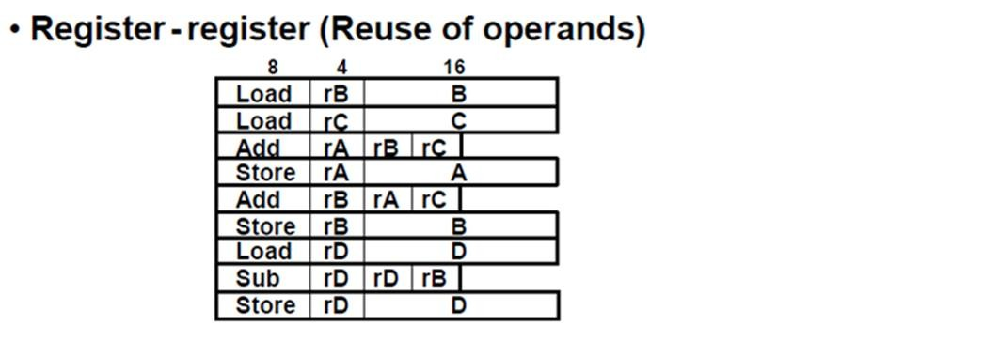 • Register-register (Reuse of operands)
8 4 16
Load rB B
Load rC C
Add rA rB rC
Store rA A
Add rB rA rC
Store rB B
Load rD D
Sub rD rD rB
Store rD D